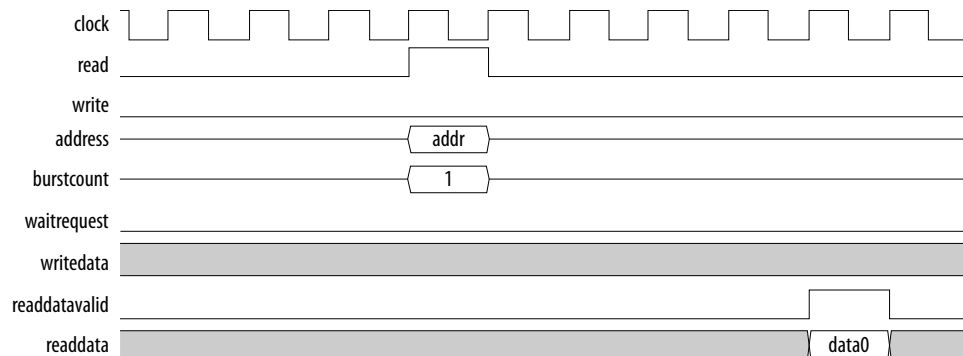 clock
read
write
address addr
burstcount 1
waitrequest
writedata
readdatavalid
readdata data0